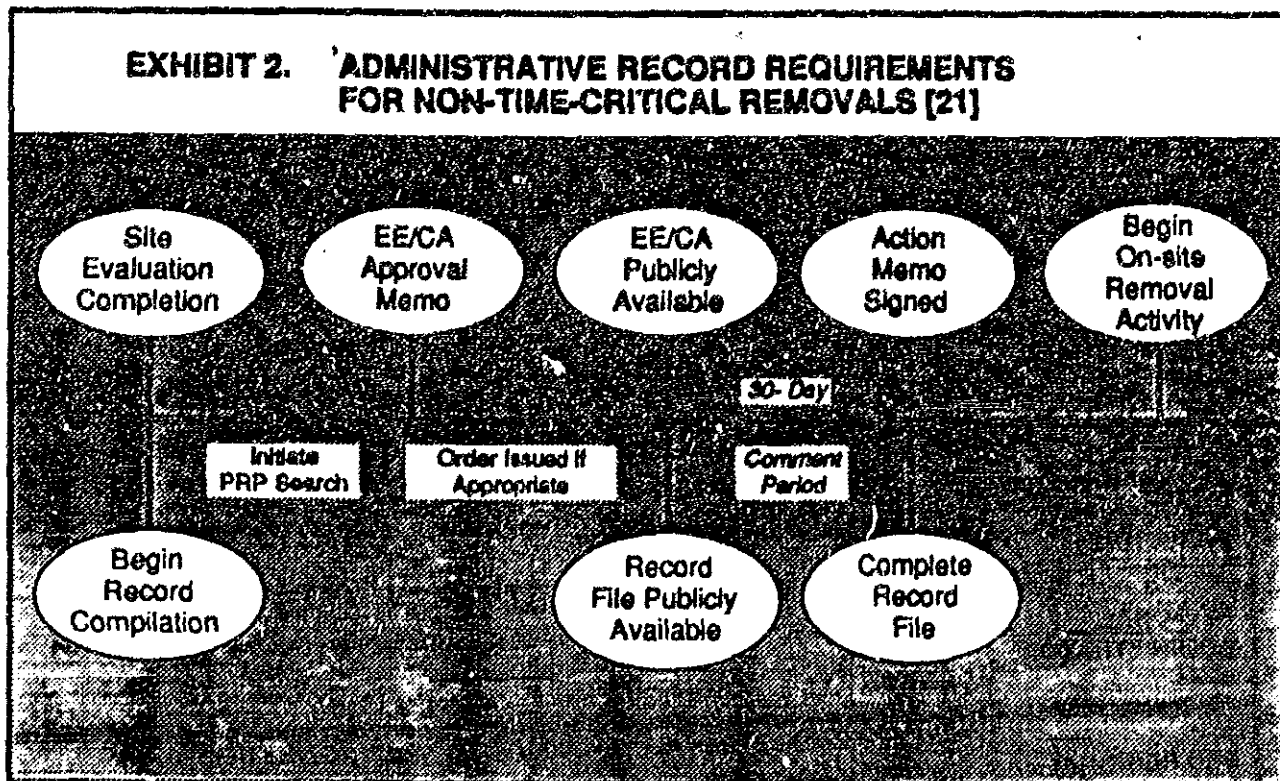 EXHIBIT 2. ADMINISTRATIVE RECORD REQUIREMENTS
FOR NON-TIME-CRITICAL REMOVALS [21]
Site
Evaluation
Completion
EE/CA
Approval
Memo
EE/CA
Publicly
Available
Action
Memo
Signed
Begin
On-site
Removal
Activity
30- Day
Initiate
PRP Search
Order Issued If
Appropriate
Comment
Period
Begin
Record
Compilation
Record
File Publicly
Available
Complete
Record
File